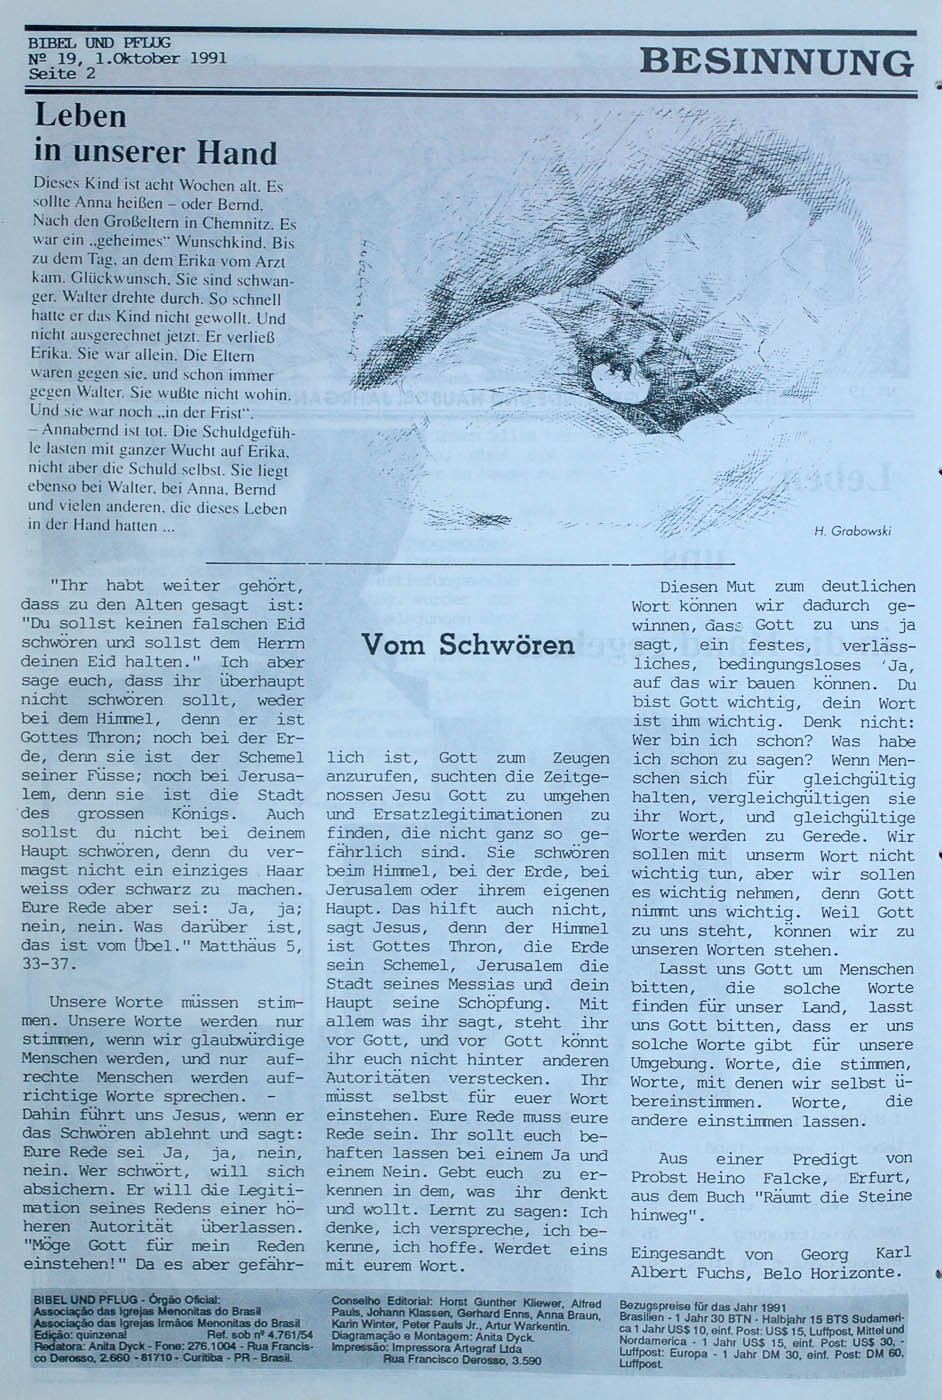 BIBEL UND PFLUG
Nº 19, 1.Oktober 1991
Seite 2
BESINNUNG
Leben
in unserer Hand
Dieses Kind ist acht Wochen alt. Es
sollte Anna heißen – oder Bernd.
Nach den Großeltern in Chemnitz. Es
war ein „geheimes“ Wunschkind. Bis
zu dem Tag, an dem Erika vom Arzt
kam. Glückwunsch. Sie sind schwan-
ger. Walter drehte durch. So schnell
hatte er das Kind nicht gewollt. Und
nicht ausgerechnet jetzt. Er verließ
Erika. Sie war allein. Die Eltern
waren gegen sie, und schon immer
gegen Walter. Sie wußte nicht wohin.
Und sie war noch „in der Frist“.
– Annabernd ist tot. Die Schuldgefüh-
le lasten mit ganzer Wucht auf Erika,
nicht aber die Schuld selbst. Sie liegt
ebenso bei Walter, bei Anna, Bernd
und vielen anderen, die dieses Leben
in der Hand hatten ...
H. Grabowski
"Ihr habt weiter gehört,
dass zu den Alten gesagt ist:
"Du sollst keinen falschen Eid
schwören und sollst dem Herrn
deinen Eid halten." Ich aber
sage euch, dass ihr überhaupt
nicht schwören sollt, weder
bei dem Himmel, denn er ist
Gottes Thron; noch bei der Er-
de, denn sie ist der Schemel
seiner Füsse; noch bei Jerusa-
lem, denn sie ist die Stadt
des grossen Königs. Auch
sollst du nicht bei deinem
Haupt schwören, denn du ver-
magst nicht ein einziges Haar
weiss oder schwarz zu machen.
Eure Rede aber sei: Ja, ja;
nein, nein. Was darüber ist,
das ist vom Übel." Matthäus 5,
33-37.
Unsere Worte müssen stim-
men. Unsere Worte werden nur
stimmen, wenn wir glaubwürdige
Menschen werden, und nur auf-
rechte Menschen werden auf-
richtige Worte sprechen. -
Dahin führt uns Jesus, wenn er
das Schwören ablehnt und sagt:
Eure Rede sei Ja, ja, nein,
nein. Wer schwört, will sich
absichern. Er will die Legiti-
mation seines Redens einer hö-
heren Autorität überlassen.
"Möge Gott für mein Reden
einstehen!" Da es aber gefähr-
Vom Schwören
lich ist, Gott zum Zeugen
anzurufen, suchten die Zeitge-
nossen Jesu Gott zu umgehen
und Ersatzlegitimationen zu
finden, die nicht ganz so ge-
fährlich sind. Sie schwören
beim Himmel, bei der Erde, bei
Jerusalem oder ihrem eigenen
Haupt. Das hilft auch nicht,
sagt Jesus, denn der Himmel
ist Gottes Thron, die Erde
sein Schemel, Jerusalem die
Stadt seines Messias und dein
Haupt seine Schöpfung. Mit
allem was ihr sagt, steht ihr
vor Gott, und vor Gott könnt
ihr euch nicht hinter anderen
Autoritäten verstecken. Ihr
müsst selbst für euer Wort
einstehen. Eure Rede muss eure
Rede sein. Ihr sollt euch be-
haften lassen bei einem Ja und
einem Nein. Gebt euch zu er-
kennen in dem, was ihr denkt
und wollt. Lernt zu sagen: Ich
denke, ich verspreche, ich be-
kenne, ich hoffe. Werdet eins
mit eurem Wort.
Diesen Mut zum deutlichen
Wort können wir dadurch ge-
winnen, dass Gott zu uns ja
sagt, ein festes, verläss-
liches, bedingungsloses 'Ja,
auf das wir bauen können. Du
bist Gott wichtig, dein Wort
ist ihm wichtig. Denk nicht:
Wer bin ich schon? Was habe
ich schon zu sagen? Wenn Men-
schen sich für gleichgültig
halten, vergleichgültigen sie
ihr Wort, und gleichgültige
Worte werden zu Gerede. Wir
sollen mit unserm Wort nicht
wichtig tun, aber wir sollen
es wichtig nehmen, denn Gott
nimmt uns wichtig. Weil Gott
zu uns steht, können wir zu
unseren Worten stehen.
Lasst uns Gott um Menschen
bitten, die solche Worte
finden für unser Land, lasst
uns Gott bitten, dass er uns
solche Worte gibt für unsere
Umgebung. Worte, die stimmen,
Worte, mit denen wir selbst ü-
bereinstimmen. Worte, die
andere einstimmen lassen.
Aus einer Predigt von
Probst Heino Falcke, Erfurt,
aus dem Buch "Räumt die Steine
hinweg".
Eingesandt von Georg Karl
Albert Fuchs, Belo Horizonte.
BIBEL UND PFLUG - Órgão Oficial:
Associação das Igrejas Menonitas do Brasil
Associação das Igrejas Irmãos Menonitas do Brasil
Edição: quinzenal Ref. sob nº 4.761/54
Redatora: Anita Dyck - Fone: 276.1004 - Rua Francis-
co Derosso, 2.660 - 81710 - Curitiba - PR - Brasil.
Conselho Editorial: Horst Gunther Kliewer, Alfred
Pauls, Johann Klassen, Gerhard Enns, Anna Braun,
Karin Winter, Peter Pauls Jr., Artur Warkentin.
Diagramação e Montagem: Anita Dyck.
Impressão: Impressora Artegraf Ltda
Rua Francisco Derosso, 3.590
Bezugspreise für das Jahr 1991
Brasilien - 1 Jahr 30 BTN - Halbjahr 15 BTS Sudameri-
ca 1 Jahr US$ 10, einf. Post: US$ 15, Luftpost, Mittel und
Nordamerica - 1 Jahr US$ 15, einf. Post: US$ 30, -
Luftpost: Europa - 1 Jahr DM 30, einf. Post: DM 60,
Luftpost.